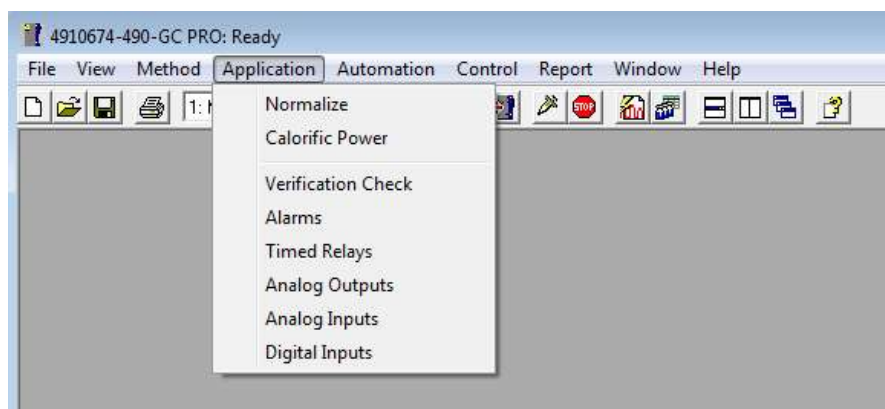 4910674-490-GC PRO: Ready
File View Method Application Automation Control Report Window Help
1:
STOP
Normalize
Calorific Power
Verification Check
Alarms
Timed Relays
Analog Outputs
Analog Inputs
Digital Inputs